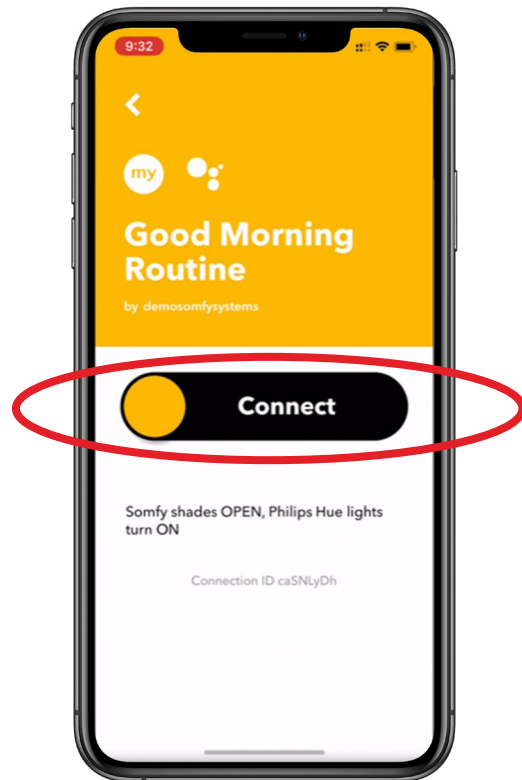 9:32
my
Good Morning
Routine
by demosomfysystems
Connect
Somfy shades OPEN, Philips Hue lights
turn ON
Connection ID caSNLyDh